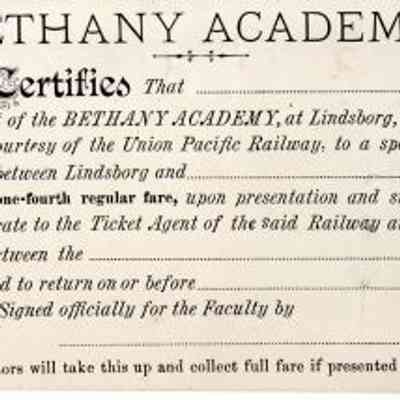 ETHANY ACADEM
Certifies That
t of the BETHANY ACADEMY, at Lindsborg,
ourtesy of the Union Pacific Railway, to a spe
between Lindsborg and
one-fourth regular fare, upon presentation and s
rate to the Ticket Agent of the said Railway a
etween the
d to return on or before
Signed officially for the Faculty by
ors will take this up and collect full fare if presented